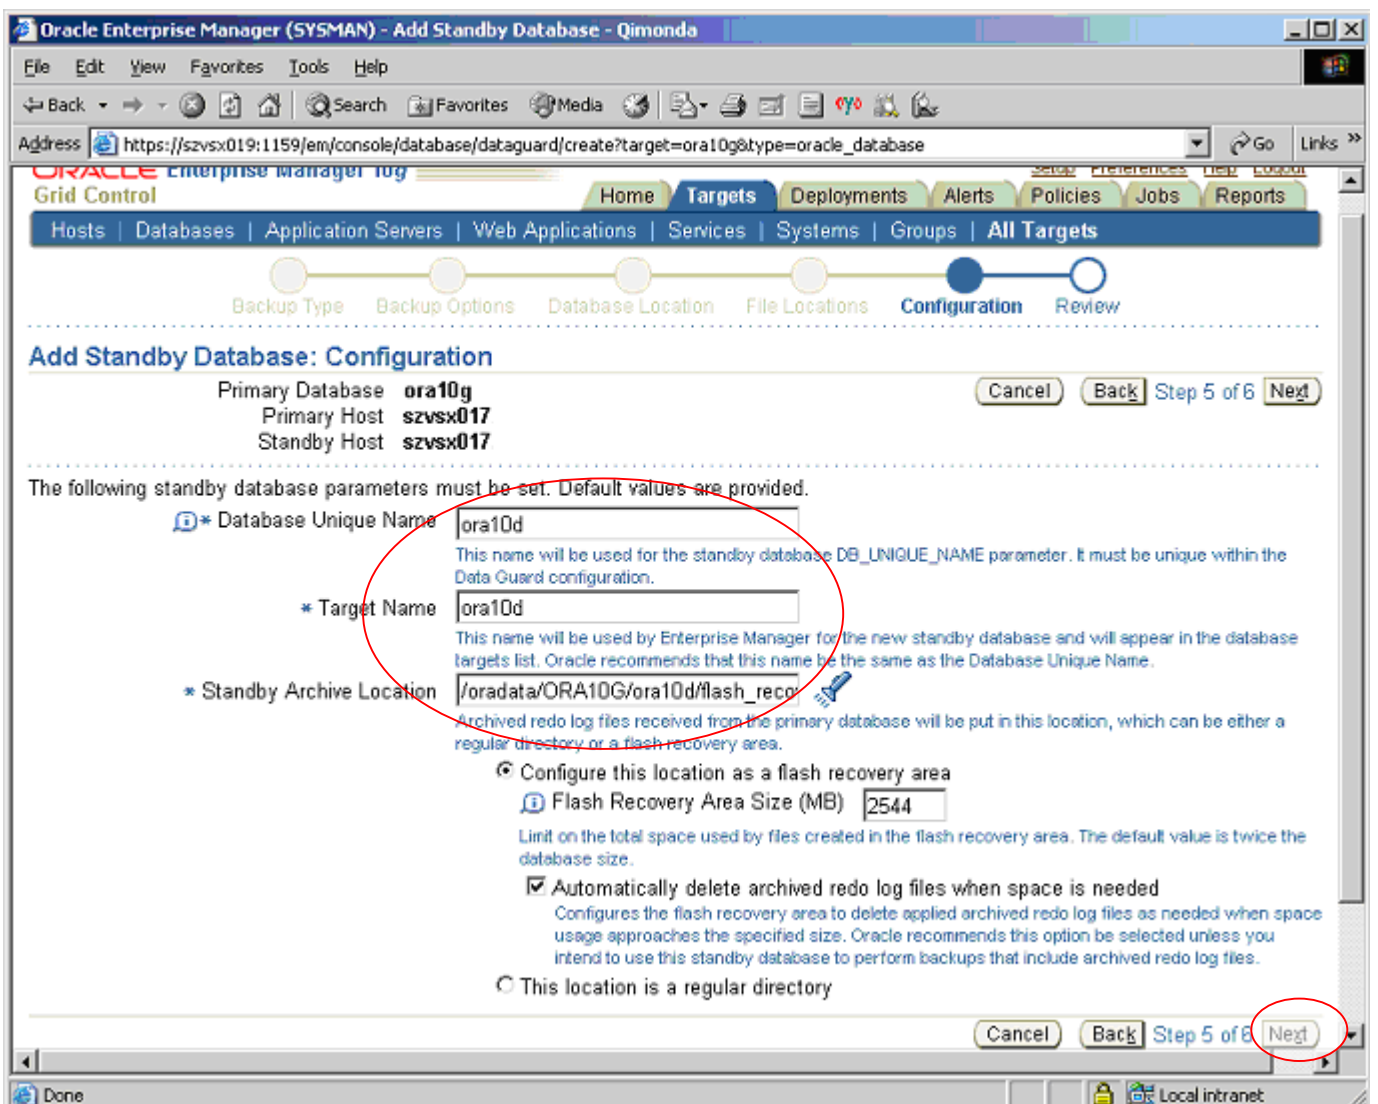 Oracle Enterprise Manager (SYSMAN) - Add Standby Database - Qimonda
File Edit View Favorites Tools Help
Back Search Favorites Media
Address https://szvsx019:1159/em/console/database/dataguard/create?target=ora10g&type=oracle_database Go Links »
ORACLE Enterprise Manager 10g Setup Preferences Help Logout
Grid Control Home Targets Deployments Alerts Policies Jobs Reports
Hosts | Databases | Application Servers | Web Applications | Services | Systems | Groups | All Targets
Backup Type Backup Options Database Location File Locations Configuration Review
Add Standby Database: Configuration
Primary Database ora10g Cancel Back Step 5 of 6 Next
Primary Host szvsx017
Standby Host szvsx017
The following standby database parameters must be set. Default values are provided.
* Database Unique Name ora10d
This name will be used for the standby database DB_UNIQUE_NAME parameter. It must be unique within the
Data Guard configuration.
* Target Name ora10d
This name will be used by Enterprise Manager for the new standby database and will appear in the database
targets list. Oracle recommends that this name be the same as the Database Unique Name.
* Standby Archive Location /oradata/ORA10G/ora10d/flash_reco
Archived redo log files received from the primary database will be put in this location, which can be either a
regular directory or a flash recovery area.
Configure this location as a flash recovery area
Flash Recovery Area Size (MB) 2544
Limit on the total space used by files created in the flash recovery area. The default value is twice the
database size.
Automatically delete archived redo log files when space is needed
Configures the flash recovery area to delete applied archived redo log files as needed when space
usage approaches the specified size. Oracle recommends this option be selected unless you
intend to use this standby database to perform backups that include archived redo log files.
This location is a regular directory
Cancel Back Step 5 of 6 Next
Done Local intranet